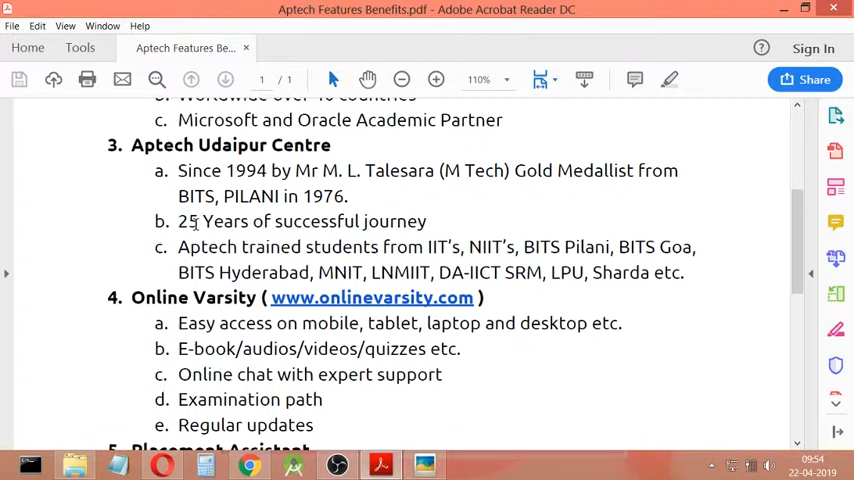 Aptech Features Benefits.pdf - Adobe Acrobat Reader DC
File Edit View Window Help
Home Tools Aptech Features Be... × Sign In
1 / 1 110% Share
c. Microsoft and Oracle Academic Partner
3. Aptech Udaipur Centre
a. Since 1994 by Mr M. L. Talesara (M Tech) Gold Medallist from
BITS, PILANI in 1976.
b. 25 Years of successful journey
c. Aptech trained students from IIT's, NIIT's, BITS Pilani, BITS Goa,
BITS Hyderabad, MNIT, LNMIIT, DA-IICT SRM, LPU, Sharda etc.
4. Online Varsity ( www.onlinevarsity.com )
a. Easy access on mobile, tablet, laptop and desktop etc.
b. E-book/audios/videos/quizzes etc.
c. Online chat with expert support
d. Examination path
e. Regular updates
5. Placement Assistant
09:54
22-04-2019